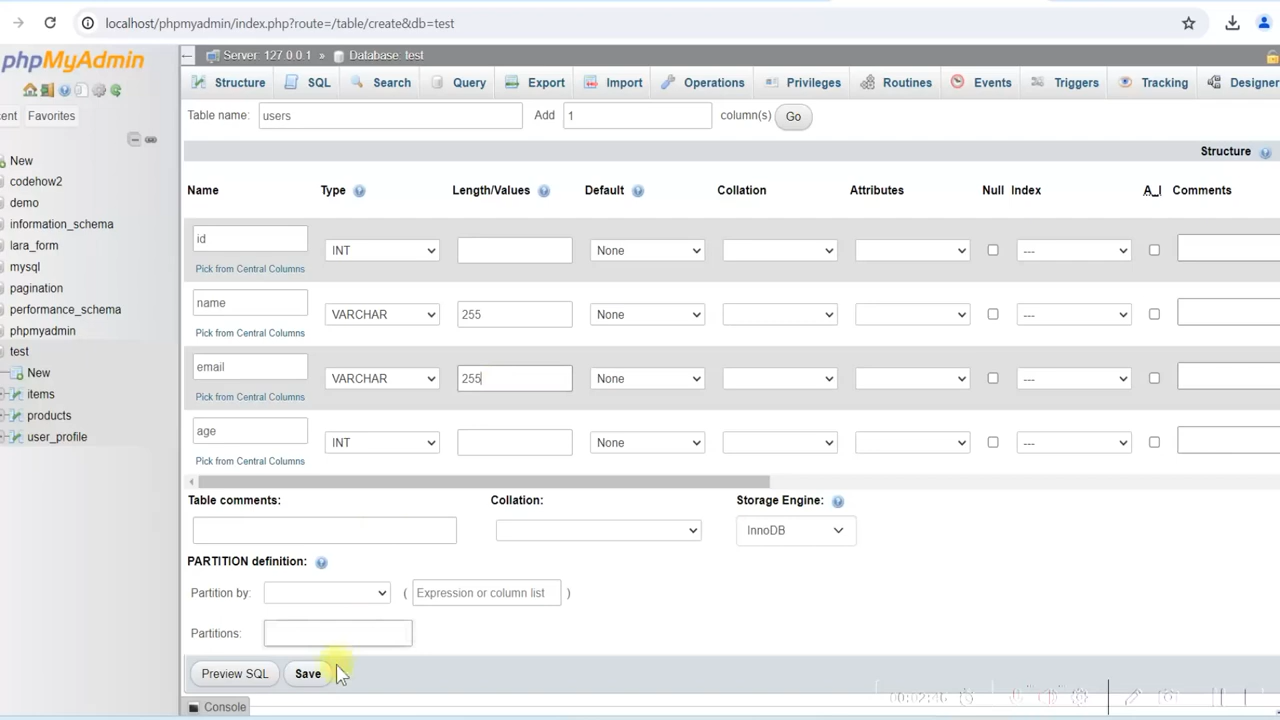 localhost/phpmyadmin/index.php?route=/table/create&db=test
phpMyAdmin
Server: 127.0.0.1 » Database: test
Structure SQL Search Query Export Import Operations Privileges Routines Events Triggers Tracking Designer
ent Favorites
Table name: users Add 1 column(s) Go
New
codehow2
demo
information_schema
lara_form
mysql
pagination
performance_schema
phpmyadmin
test
New
items
products
user_profile
Structure
Name Type Length/Values Default Collation Attributes Null Index A_I Comments
id INT None ---
Pick from Central Columns
name VARCHAR 255 None ---
Pick from Central Columns
email VARCHAR 255 None ---
Pick from Central Columns
age INT None ---
Pick from Central Columns
Table comments: Collation: Storage Engine:
InnoDB
PARTITION definition:
Partition by: ( Expression or column list )
Partitions:
Preview SQL Save
Console
00:02:46